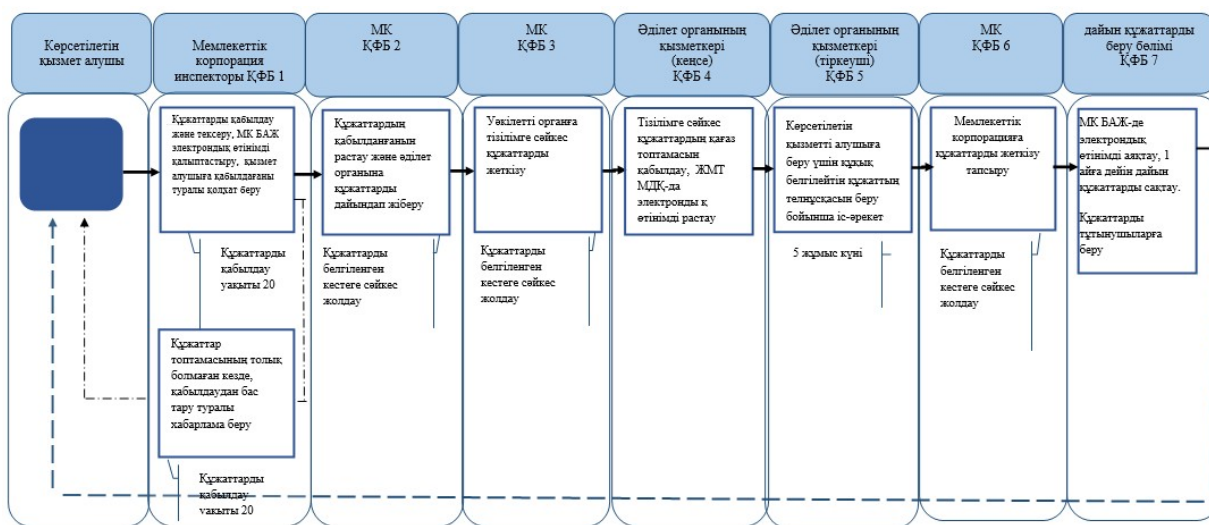 Көрсетілетін
қызмет алушы
Мемлекеттік
корпорация
инспекторы ҚФБ 1
МК
ҚФБ 2
МК
ҚФБ 3
Әділет органының
қызметкері
(кеңсе)
ҚФБ 4
Әділет органының
қызметкері
(тіркеуші)
ҚФБ 5
МК
ҚФБ 6
дайын құжаттарды
беру бөлімі
ҚФБ 7
Құжаттарды қабылдау
және тексеру, МК БАЖ
электрондық өтінімді
қалыптастыру, қызмет
алушыға қабылдағаны
туралы қолхат беру
Құжаттарды
қабылдау
уақыты 20
Құжаттар
топтамасының толық
болмаған кезде,
қабылдаудан бас
тару туралы
хабарлама беру
Құжаттарды
қабылдау
уақыты 20
Құжаттардың
қабылданғанын
растау және әділет
органына
құжаттарды
дайындап жіберу
Құжаттарды
белгіленген
кестеге сәйкес
жолдау
Уәкілетті органға
тізілімге сәйкес
құжаттарды
жеткізу
Құжаттарды
белгіленген
кестеге сәйкес
жолдау
Тізілімге сәйкес
құжаттардың қағаз
топтамасын
қабылдау, ЖМТ
МДҚ-да
электронды қ
өтінімді растау
Көрсетілетін
қызметті алушыға
беру үшін құқық
белгілейтін құжаттың
телнұсқасын беру
бойынша іс-әрекет
5 жұмыс күні
Мемлекеттік
корпорацияға
құжаттарды жеткізу
тапсыру
Құжаттарды
белгіленген
кестеге сәйкес
жолдау
МК БАЖ-де
электрондық
өтінімді аяқтау, 1
айға дейін дайын
құжаттарды сақтау.
Құжаттарды
тұтынушыларға
беру